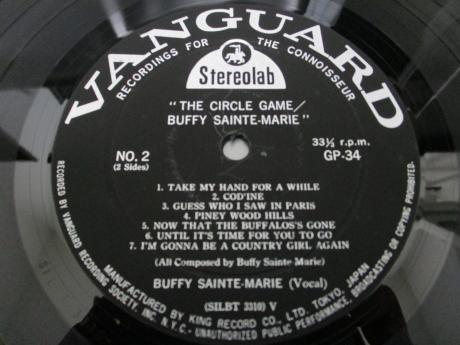 VANGUARD
RECORDINGS FOR THE CONNOISSEUR
Stereolab
"THE CIRCLE GAME/
BUFFY SAINTE-MARIE"
NO. 2
(2 Sides)
33⅓ r.p.m.
GP-34
1. TAKE MY HAND FOR A WHILE
2. COD'INE
3. GUESS WHO I SAW IN PARIS
4. PINEY WOOD HILLS
5. NOW THAT THE BUFFALOS'S GONE
6. UNTIL IT'S TIME FOR YOU TO GO
7. I'M GONNA BE A COUNTRY GIRL AGAIN
(All Composed by Buffy Sainte Marie)
BUFFY SAINTE-MARIE (Vocal)
(SILBT 3310) V
RECORDED BY VANGUARD RECORDING SOCIETY, INC. N.Y.C.
MANUFACTURED BY KING RECORD CO., LTD. TOKYO, JAPAN
UNAUTHORIZED PUBLIC PERFORMANCE, BROADCASTING OR COPYING PROHIBITED.